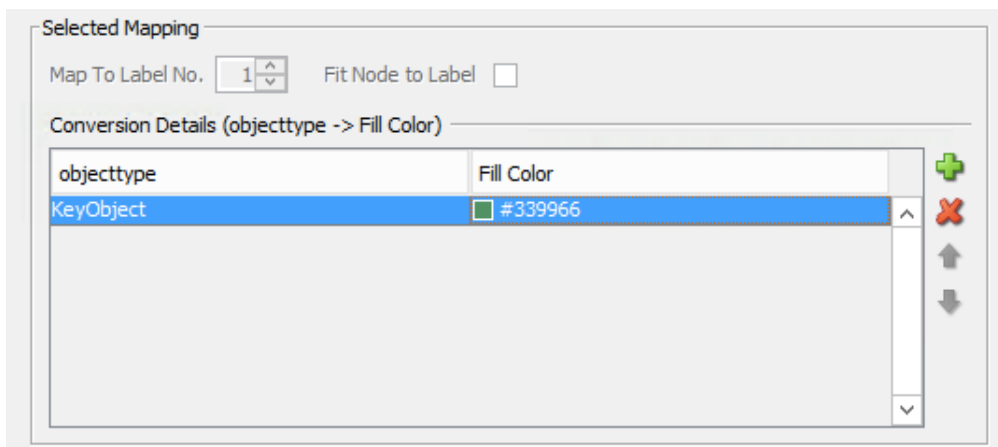 Selected Mapping
Map To Label No. 1 Fit Node to Label
Conversion Details (objecttype -> Fill Color)
objecttype Fill Color
KeyObject #339966